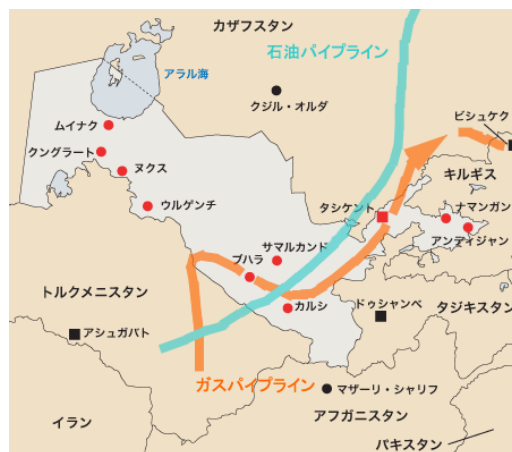 カザフスタン
石油パイプライン
アラル海
クジル・オルダ
ビシュケク
ムイナク
クングラート
ヌクス
キルギス
ウルゲンチ
タシケント
ナマンガン
アンディジャン
サマルカンド
ブハラ
トルクメニスタン
カルシ
ドゥシャンベ
タジキスタン
アシュガバト
ガスパイプライン
マザーリ・シャリフ
イラン
アフガニスタン
パキスタン